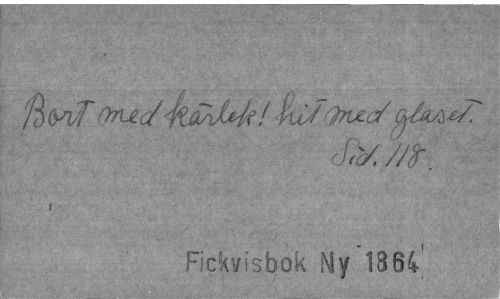 Bort med kärlek! hit med glaset.
Sid. 118.
Fickvisbok Ny 1864